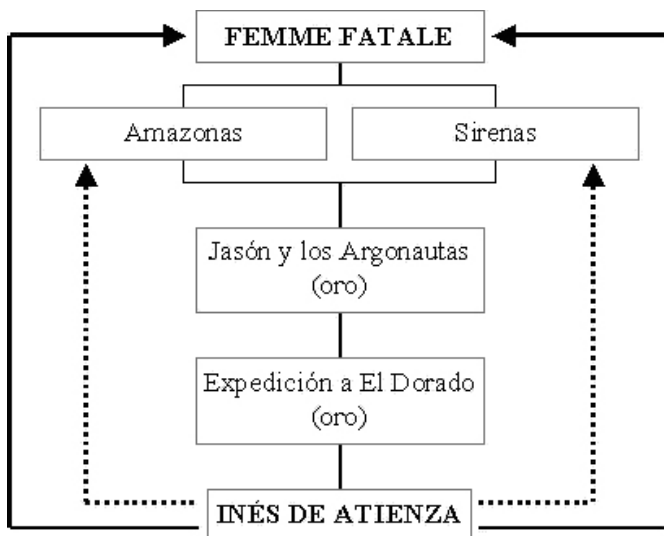 FEMME FATALE
Amazonas
Sirenas
Jasón y los Argonautas
(oro)
Expedición a El Dorado
(oro)
INÉS DE ATIENZA